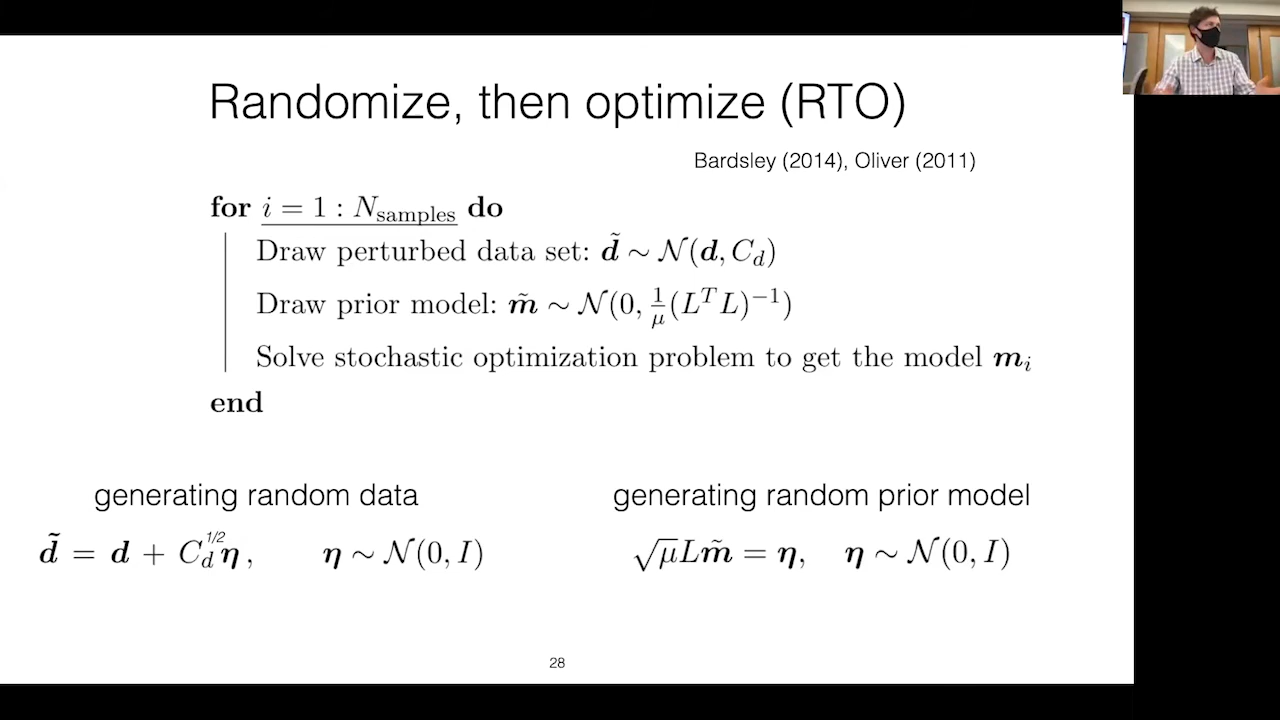 Randomize, then optimize (RTO)
Bardsley (2014), Oliver (2011)
for i = 1 : N_samples do
Draw perturbed data set: d̃ ∼ 𝒩(d, C_d)
Draw prior model: m̃ ∼ 𝒩(0, 1/μ (LᵀL)⁻¹)
Solve stochastic optimization problem to get the model m_i
end
generating random data
d̃ = d + C_d^{1/2} η, η ∼ 𝒩(0, I)
generating random prior model
√μLm̃ = η, η ∼ 𝒩(0, I)
28